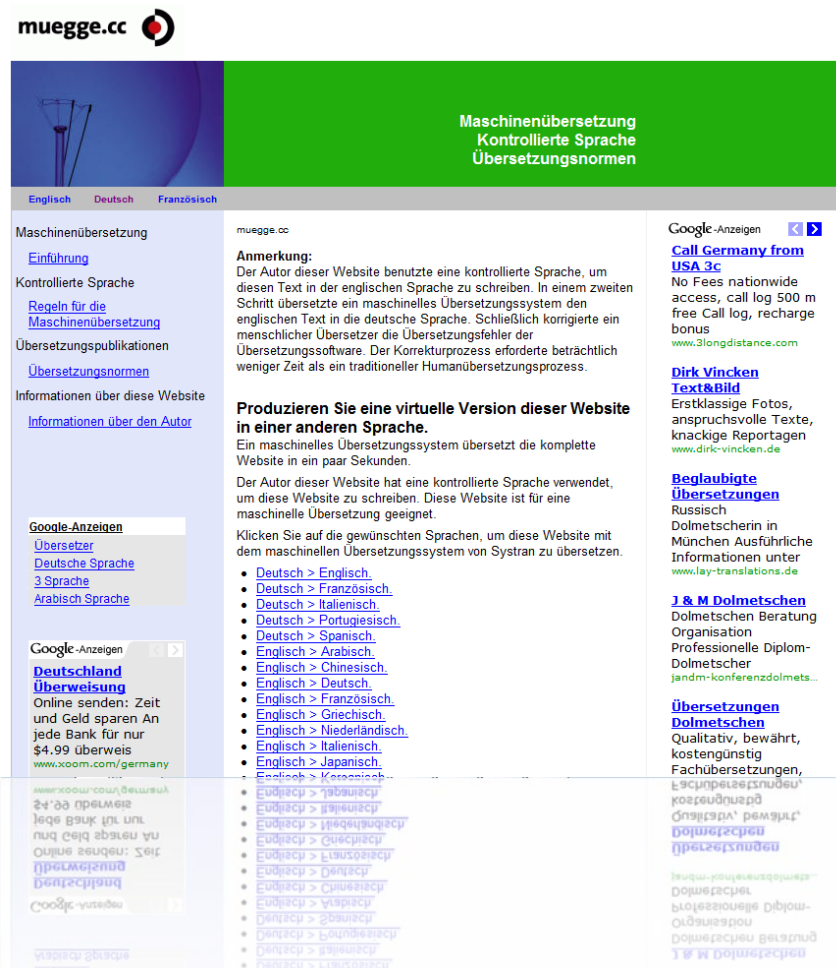 muegge.cc
Maschinenübersetzung
Kontrollierte Sprache
Übersetzungsnormen
Englisch Deutsch Französisch
Maschinenübersetzung
Einführung
Kontrollierte Sprache
Regeln für die
Maschinenübersetzung
Übersetzungspublikationen
Übersetzungsnormen
Informationen über diese Website
Informationen über den Autor
Google-Anzeigen
Übersetzer
Deutsche Sprache
3 Sprache
Arabisch Sprache
Google-Anzeigen
Deutschland
Überweisung
Online senden: Zeit
und Geld sparen An
jede Bank für nur
$4.99 überweis
www.xoom.com/germany
muegge.cc
Anmerkung:
Der Autor dieser Website benutzte eine kontrollierte Sprache, um
diesen Text in der englischen Sprache zu schreiben. In einem zweiten
Schritt übersetzte ein maschinelles Übersetzungssystem den
englischen Text in die deutsche Sprache. Schließlich korrigierte ein
menschlicher Übersetzer die Übersetzungsfehler der
Übersetzungssoftware. Der Korrekturprozess erforderte beträchtlich
weniger Zeit als ein traditioneller Humanübersetzungsprozess.
Produzieren Sie eine virtuelle Version dieser Website
in einer anderen Sprache.
Ein maschinelles Übersetzungssystem übersetzt die komplette
Website in ein paar Sekunden.
Der Autor dieser Website hat eine kontrollierte Sprache verwendet,
um diese Website zu schreiben. Diese Website ist für eine
maschinelle Übersetzung geeignet.
Klicken Sie auf die gewünschten Sprachen, um diese Website mit
dem maschinellen Übersetzungssystem von Systran zu übersetzen.
Deutsch > Englisch.
Deutsch > Französisch.
Deutsch > Italienisch.
Deutsch > Portugiesisch.
Deutsch > Spanisch.
Englisch > Arabisch.
Englisch > Chinesisch.
Englisch > Deutsch.
Englisch > Französisch.
Englisch > Griechisch.
Englisch > Niederländisch.
Englisch > Italienisch.
Englisch > Japanisch.
Englisch > Koreanisch.
Google-Anzeigen
Call Germany from
USA 3c
No Fees nationwide
access, call log 500 m
free Call log, recharge
bonus
www.3longdistance.com
Dirk Vincken
Text&Bild
Erstklassige Fotos,
anspruchsvolle Texte,
knackige Reportagen
www.dirk-vincken.de
Beglaubigte
Übersetzungen
Russisch
Dolmetscherin in
München Ausführliche
Informationen unter
www.lay-translations.de
J & M Dolmetschen
Dolmetschen Beratung
Organisation
Professionelle Diplom-
Dolmetscher
jandm-konferenzdolmets...
Übersetzungen
Dolmetschen
Qualitativ, bewährt,
kostengünstig
Fachübersetzungen,